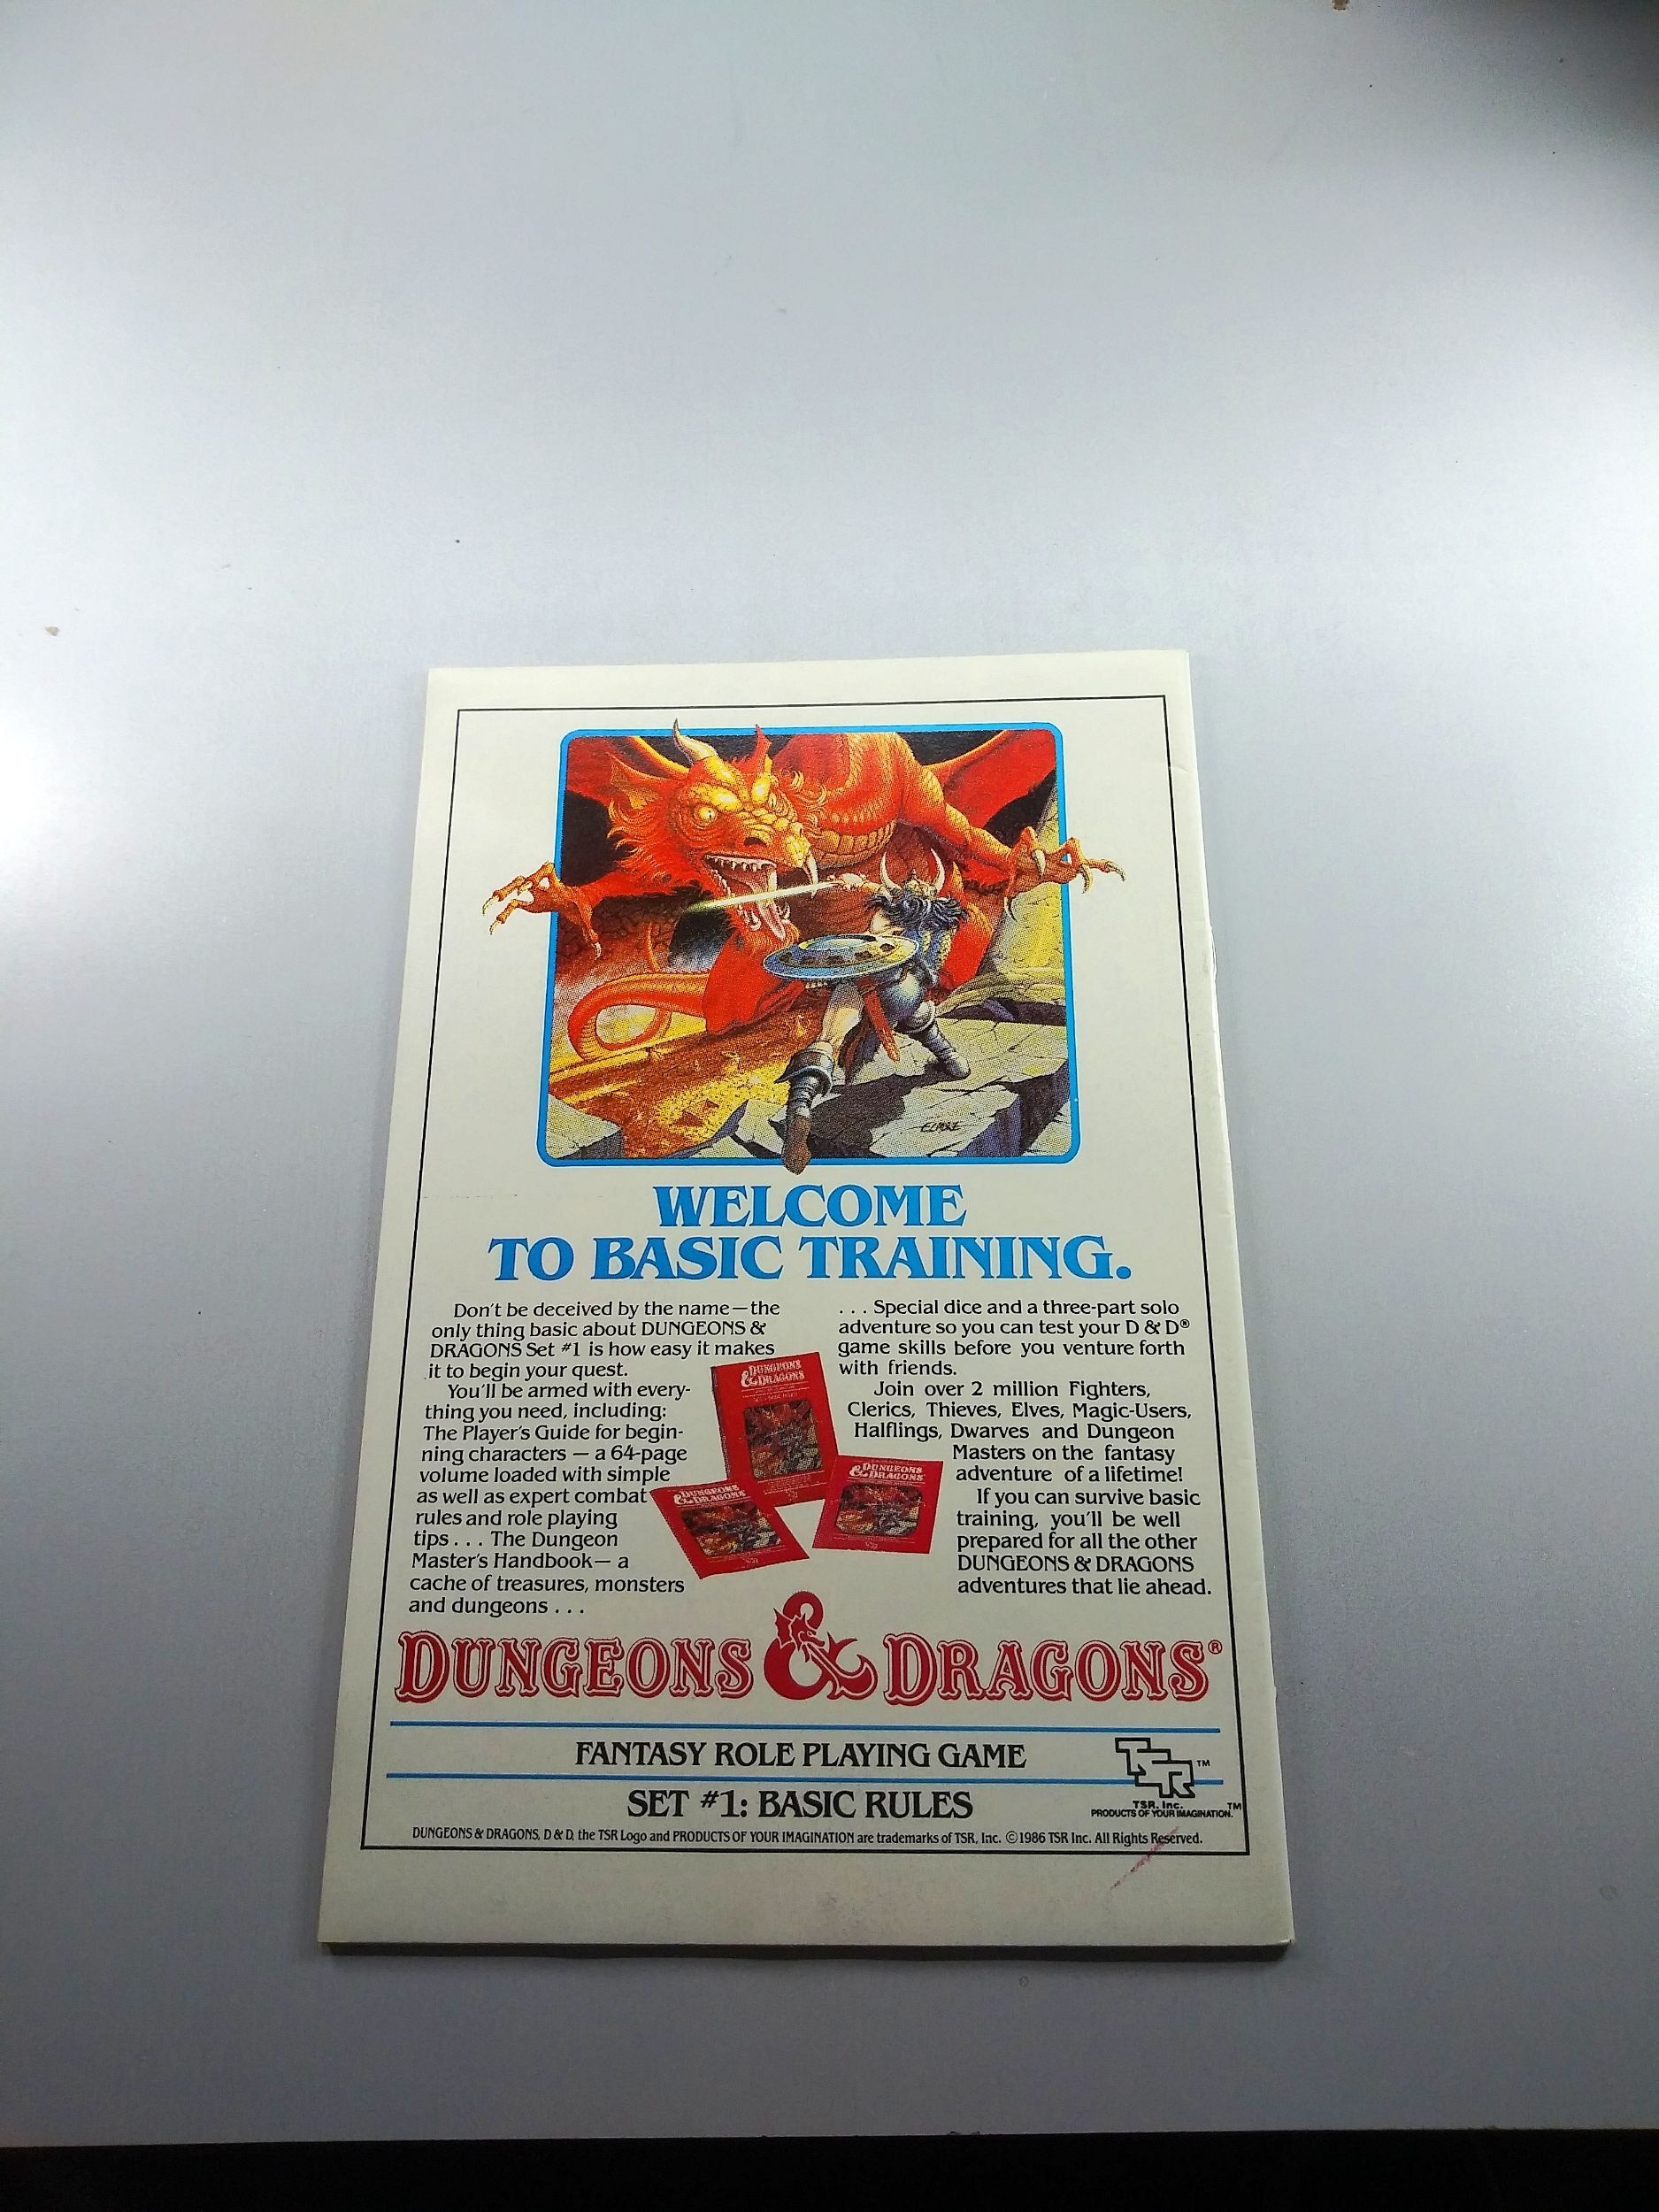 ELMORE
WELCOME
TO BASIC TRAINING.
Don't be deceived by the name—the
only thing basic about DUNGEONS &
DRAGONS Set #1 is how easy it makes
it to begin your quest.
You'll be armed with every-
thing you need, including:
The Player's Guide for begin-
ning characters — a 64-page
volume loaded with simple
as well as expert combat
rules and role playing
tips . . . The Dungeon
Master's Handbook— a
cache of treasures, monsters
and dungeons . . .
. . . Special dice and a three-part solo
adventure so you can test your D & D®
game skills before you venture forth
with friends.
Join over 2 million Fighters,
Clerics, Thieves, Elves, Magic-Users,
Halflings, Dwarves and Dungeon
Masters on the fantasy
adventure of a lifetime!
If you can survive basic
training, you'll be well
prepared for all the other
DUNGEONS & DRAGONS
adventures that lie ahead.
DUNGEONS & DRAGONS
DUNGEONS & DRAGONS
DUNGEONS & DRAGONS
DUNGEONS & DRAGONS®
FANTASY ROLE PLAYING GAME
SET #1: BASIC RULES
TSR™
TSR, Inc.
PRODUCTS OF YOUR IMAGINATION.™
DUNGEONS & DRAGONS, D & D, the TSR Logo and PRODUCTS OF YOUR IMAGINATION are trademarks of TSR, Inc. ©1986 TSR Inc. All Rights Reserved.